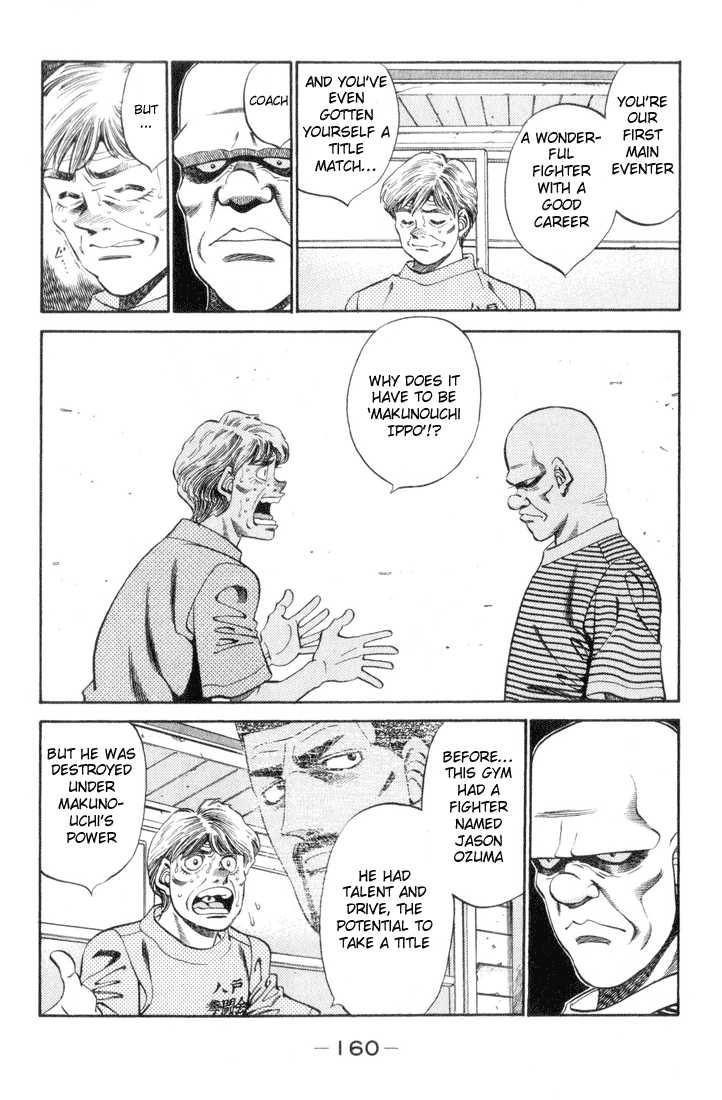 YOU'RE
OUR
FIRST
MAIN
EVENTER
A WONDER-
FUL
FIGHTER
WITH A
GOOD
CAREER
AND YOU'VE
EVEN
GOTTEN
YOURSELF A
TITLE
MATCH...
COACH
BUT
...
WHY DOES IT
HAVE TO BE
'MAKUNOUCHI
IPPO'!?
BEFORE...
THIS GYM
HAD A
FIGHTER
NAMED
JASON
OZUMA
HE HAD
TALENT AND
DRIVE, THE
POTENTIAL TO
TAKE A TITLE
BUT HE WAS
DESTROYED
UNDER
MAKUNO-
UCHI'S
POWER
八戸
拳闘会
－160－